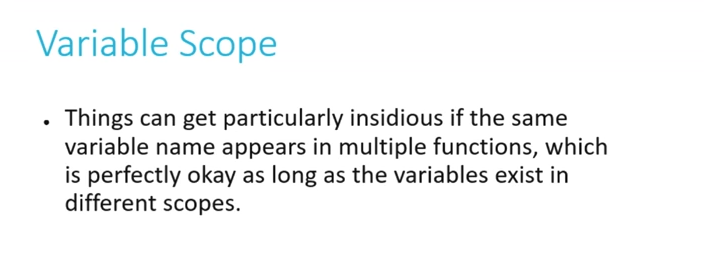 Variable Scope
• Things can get particularly insidious if the same
variable name appears in multiple functions, which
is perfectly okay as long as the variables exist in
different scopes.